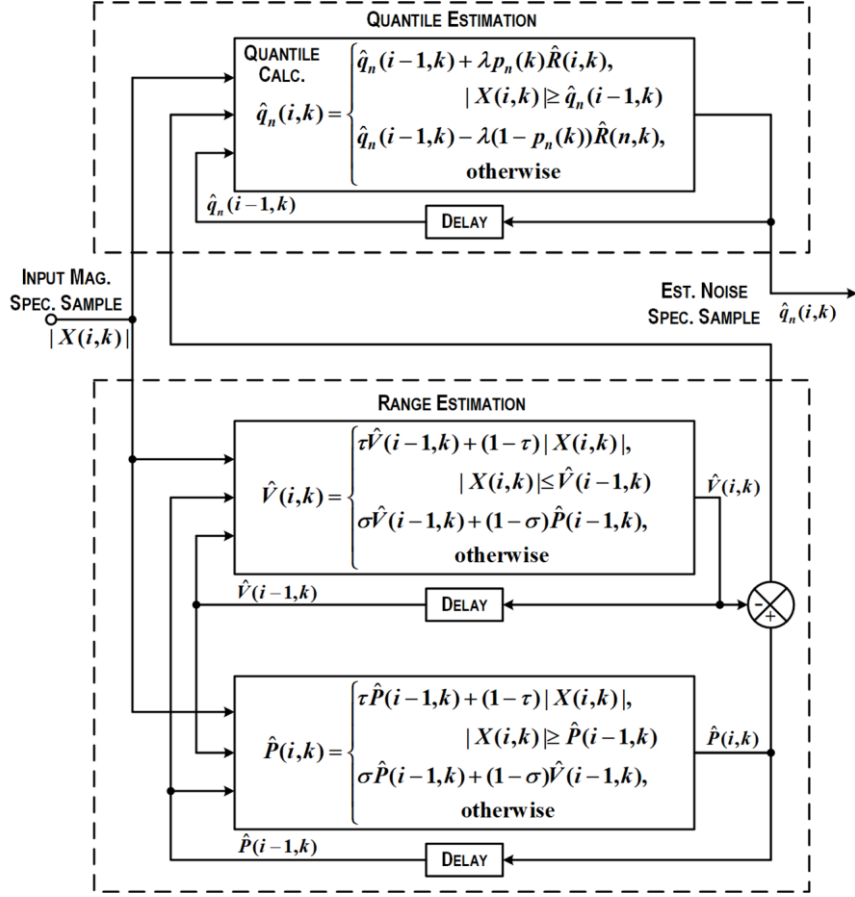 QUANTILE ESTIMATION
QUANTILE
CALC.
q̂ₙ(i,k) = { q̂ₙ(i−1,k) + λpₙ(k)R̂(i,k),
|X(i,k)| ≥ q̂ₙ(i−1,k)
q̂ₙ(i−1,k) − λ(1−pₙ(k))R̂(n,k),
otherwise
q̂ₙ(i−1,k)
DELAY
INPUT MAG.
SPEC. SAMPLE
|X(i,k)|
EST. NOISE
SPEC. SAMPLE
q̂ₙ(i,k)
RANGE ESTIMATION
V̂(i,k) = { τV̂(i−1,k) + (1−τ)|X(i,k)|,
|X(i,k)| ≤ V̂(i−1,k)
σV̂(i−1,k) + (1−σ)P̂(i−1,k),
otherwise
V̂(i,k)
V̂(i−1,k)
DELAY
-
+
P̂(i,k) = { τP̂(i−1,k) + (1−τ)|X(i,k)|,
|X(i,k)| ≥ P̂(i−1,k)
σP̂(i−1,k) + (1−σ)V̂(i−1,k),
otherwise
P̂(i,k)
P̂(i−1,k)
DELAY